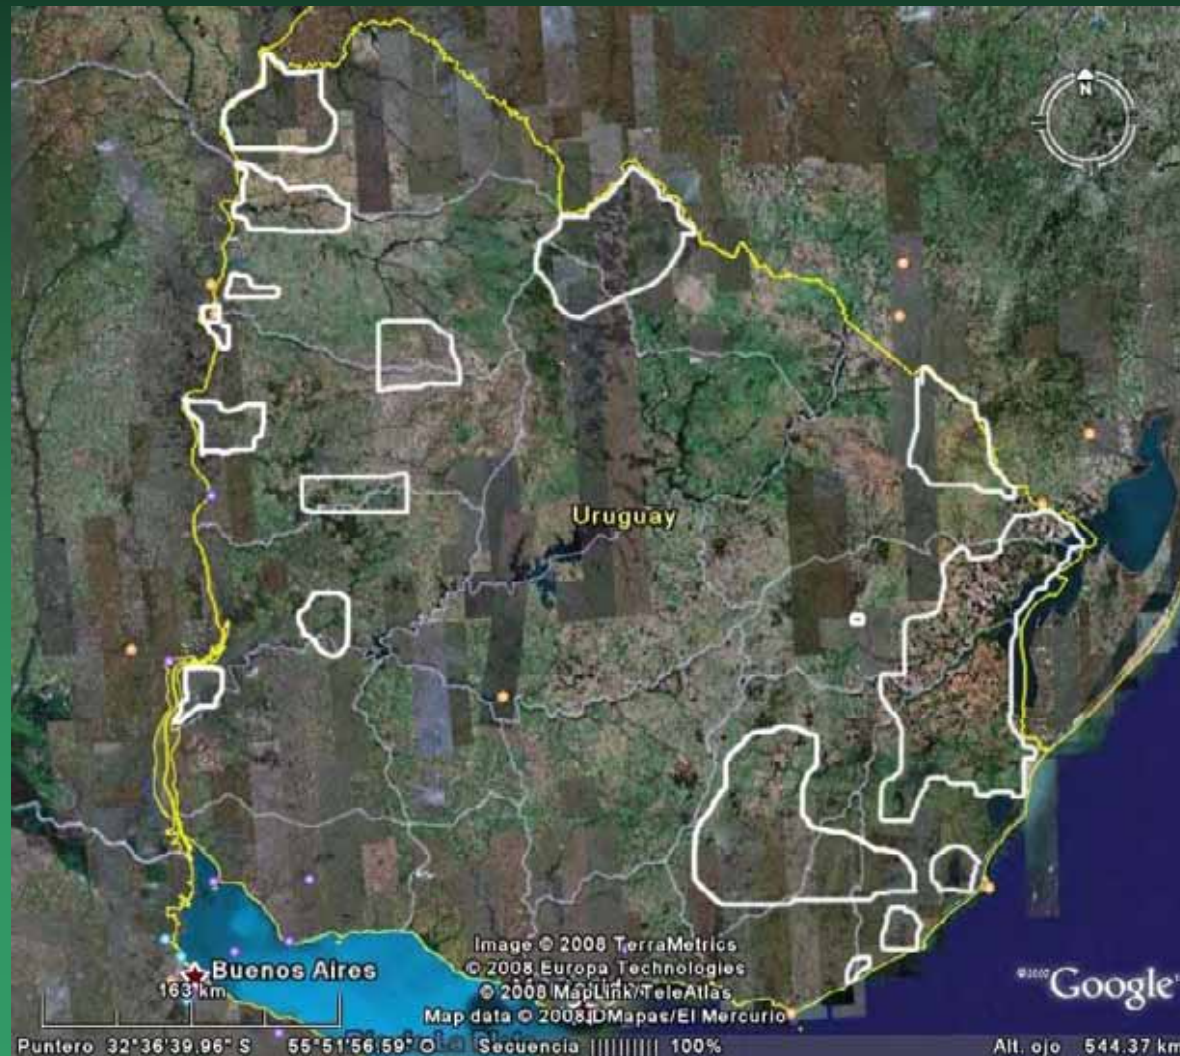 N
Uruguay
Image © 2008 TerraMetrics
© 2008 Europa Technologies
© 2008 MapLink/TeleAtlas
Map data © 2008 DMapas/El Mercurio
Buenos Aires
163 km
Google
Puntero 32°36'39.96" S 55°51'56.59" O Secuencia |||||||||| 100% Alt. ojo 544.37 km